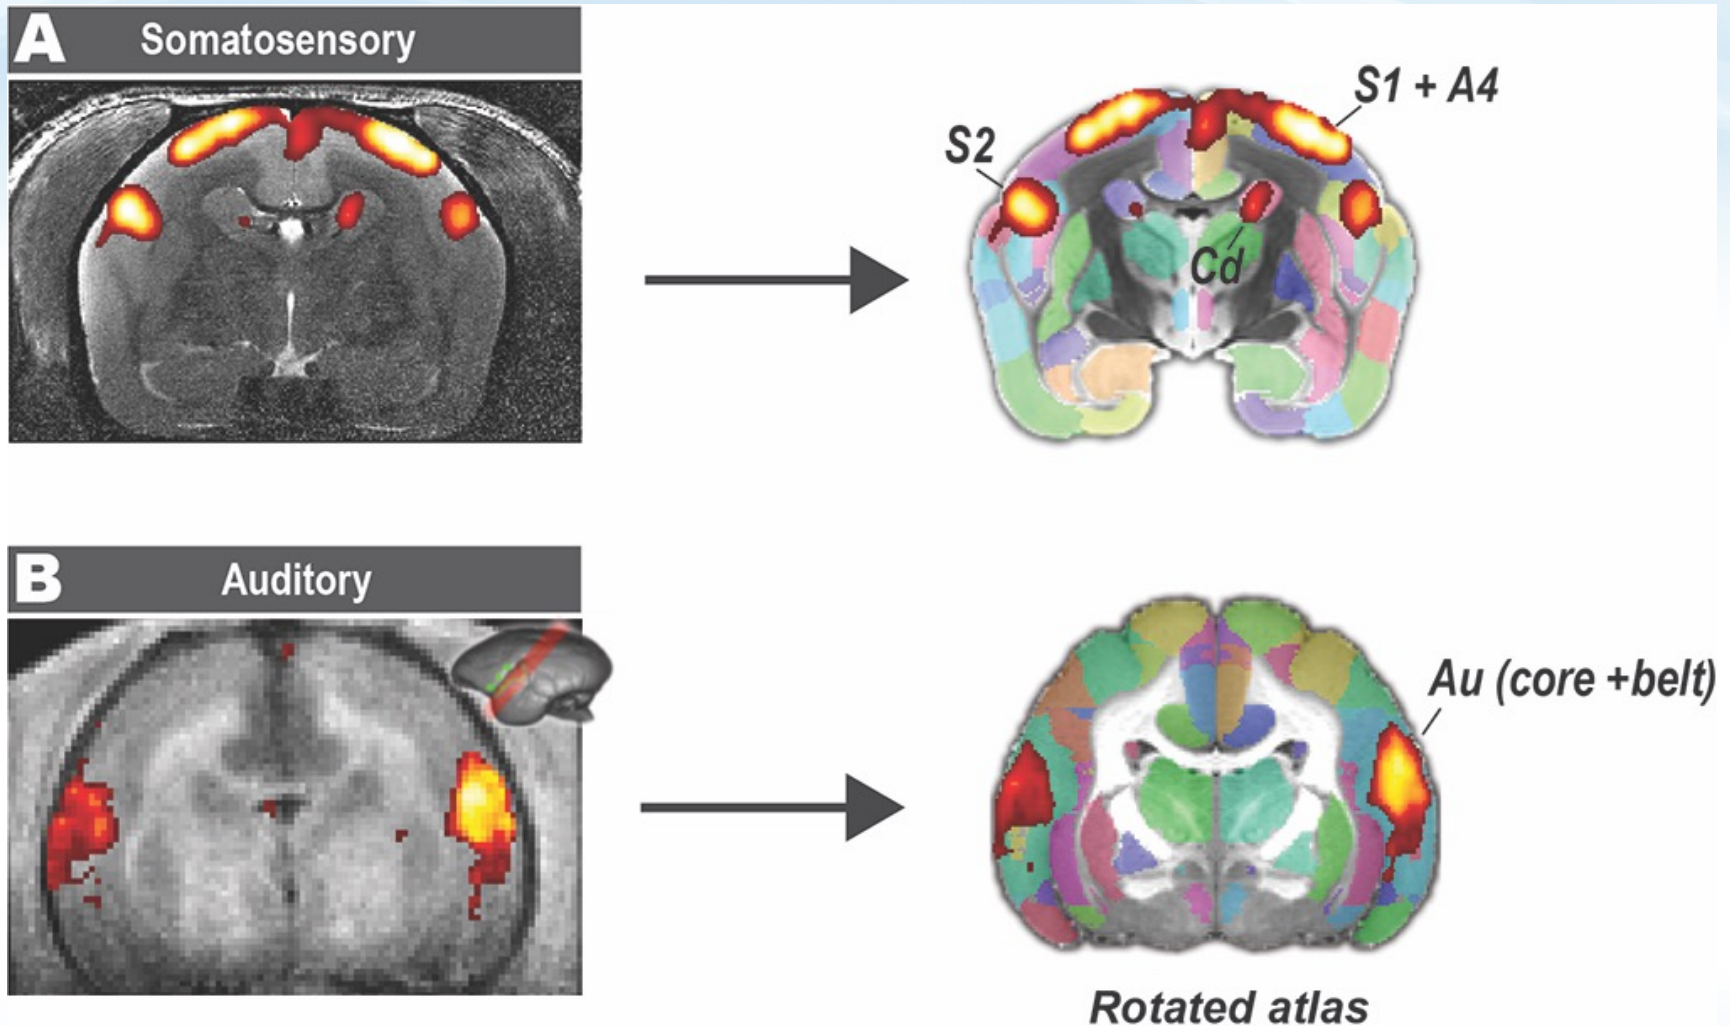 A Somatosensory
S1 + A4
S2
Cd
B Auditory
Au (core +belt)
Rotated atlas